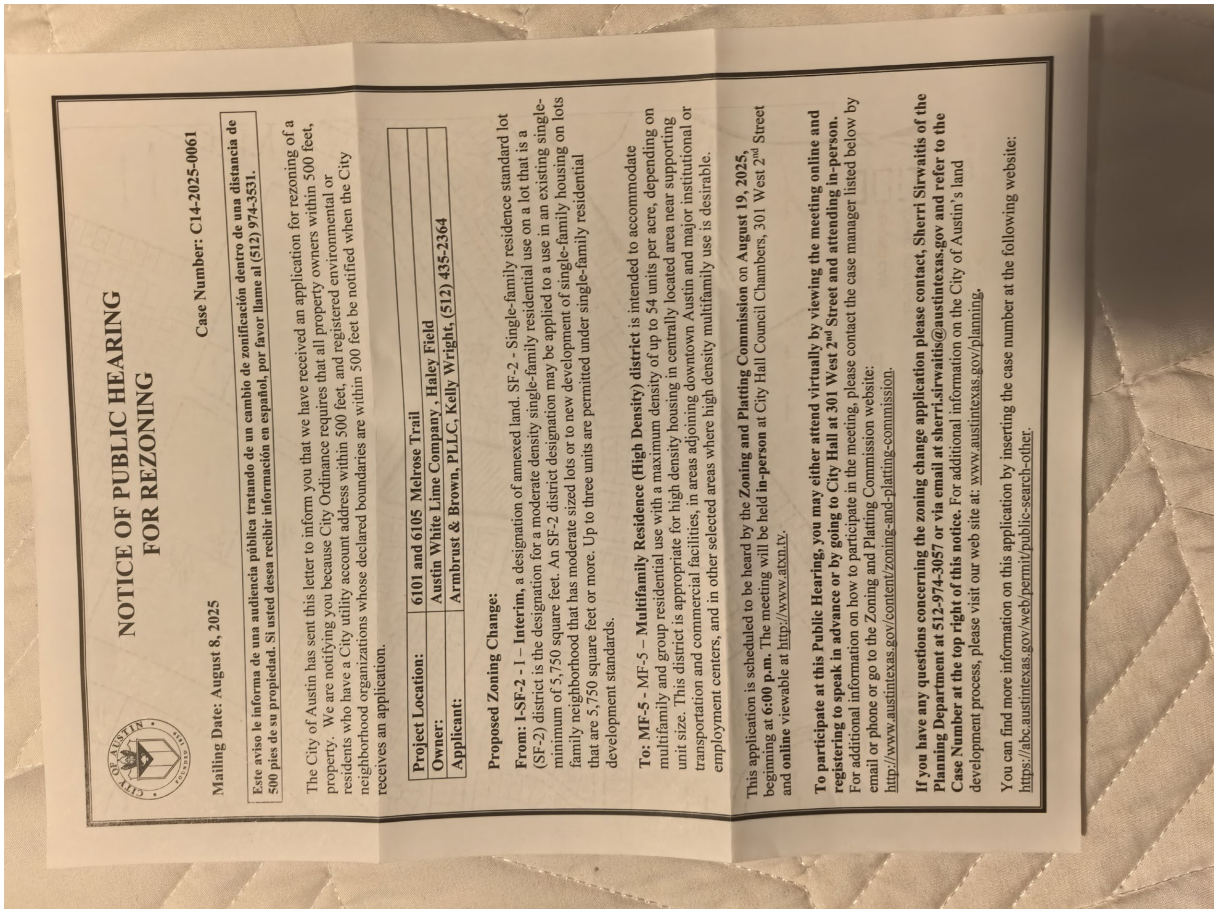 CITY OF AUSTIN
NOTICE OF PUBLIC HEARING
FOR REZONING
Mailing Date: August 8, 2025 Case Number: C14-2025-0061
Este aviso le informa de una audiencia pública tratando de un cambio de zonificación dentro de una distancia de
500 pies de su propiedad. Si usted desea recibir información en español, por favor llame al (512) 974-3531.
The City of Austin has sent this letter to inform you that we have received an application for rezoning of a
property. We are notifying you because City Ordinance requires that all property owners within 500 feet,
residents who have a City utility account address within 500 feet, and registered environmental or
neighborhood organizations whose declared boundaries are within 500 feet be notified when the City
receives an application.
Project Location: 6101 and 6105 Melrose Trail
Owner: Austin White Lime Company , Haley Field
Applicant: Armbrust & Brown, PLLC, Kelly Wright, (512) 435-2364
Proposed Zoning Change:
From: I-SF-2 - I – Interim, a designation of annexed land. SF-2 - Single-family residence standard lot
(SF-2) district is the designation for a moderate density single-family residential use on a lot that is a
minimum of 5,750 square feet. An SF-2 district designation may be applied to a use in an existing single-
family neighborhood that has moderate sized lots or to new development of single-family housing on lots
that are 5,750 square feet or more. Up to three units are permitted under single-family residential
development standards.
To: MF-5 - MF-5 – Multifamily Residence (High Density) district is intended to accommodate
multifamily and group residential use with a maximum density of up to 54 units per acre, depending on
unit size. This district is appropriate for high density housing in centrally located area near supporting
transportation and commercial facilities, in areas adjoining downtown Austin and major institutional or
employment centers, and in other selected areas where high density multifamily use is desirable.
This application is scheduled to be heard by the Zoning and Platting Commission on August 19, 2025,
beginning at 6:00 p.m. The meeting will be held in-person at City Hall Council Chambers, 301 West 2nd Street
and online viewable at http://www.atxn.tv.
To participate at this Public Hearing, you may either attend virtually by viewing the meeting online and
registering to speak in advance or by going to City Hall at 301 West 2nd Street and attending in-person.
For additional information on how to participate in the meeting, please contact the case manager listed below by
email or phone or go to the Zoning and Platting Commission website:
http://www.austintexas.gov/content/zoning-and-platting-commission.
If you have any questions concerning the zoning change application please contact, Sherri Sirwaitis of the
Planning Department at 512-974-3057 or via email at sherri.sirwaitis@austintexas.gov and refer to the
Case Number at the top right of this notice. For additional information on the City of Austin's land
development process, please visit our web site at: www.austintexas.gov/planning.
You can find more information on this application by inserting the case number at the following website:
https://abc.austintexas.gov/web/permit/public-search-other.